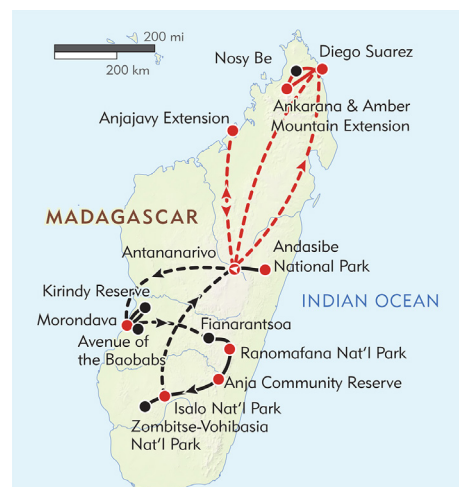 200 mi
200 km
Nosy Be
Diego Suarez
Anjajavy Extension
Ankarana & Amber
Mountain Extension
MADAGASCAR
Antananarivo
Andasibe
National Park
Kirindy Reserve
INDIAN OCEAN
Morondava
Fianarantsoa
Avenue of
the Baobabs
Ranomafana Nat'l Park
Anja Community Reserve
Isalo Nat'l Park
Zombitse-Vohibasia
Nat'l Park